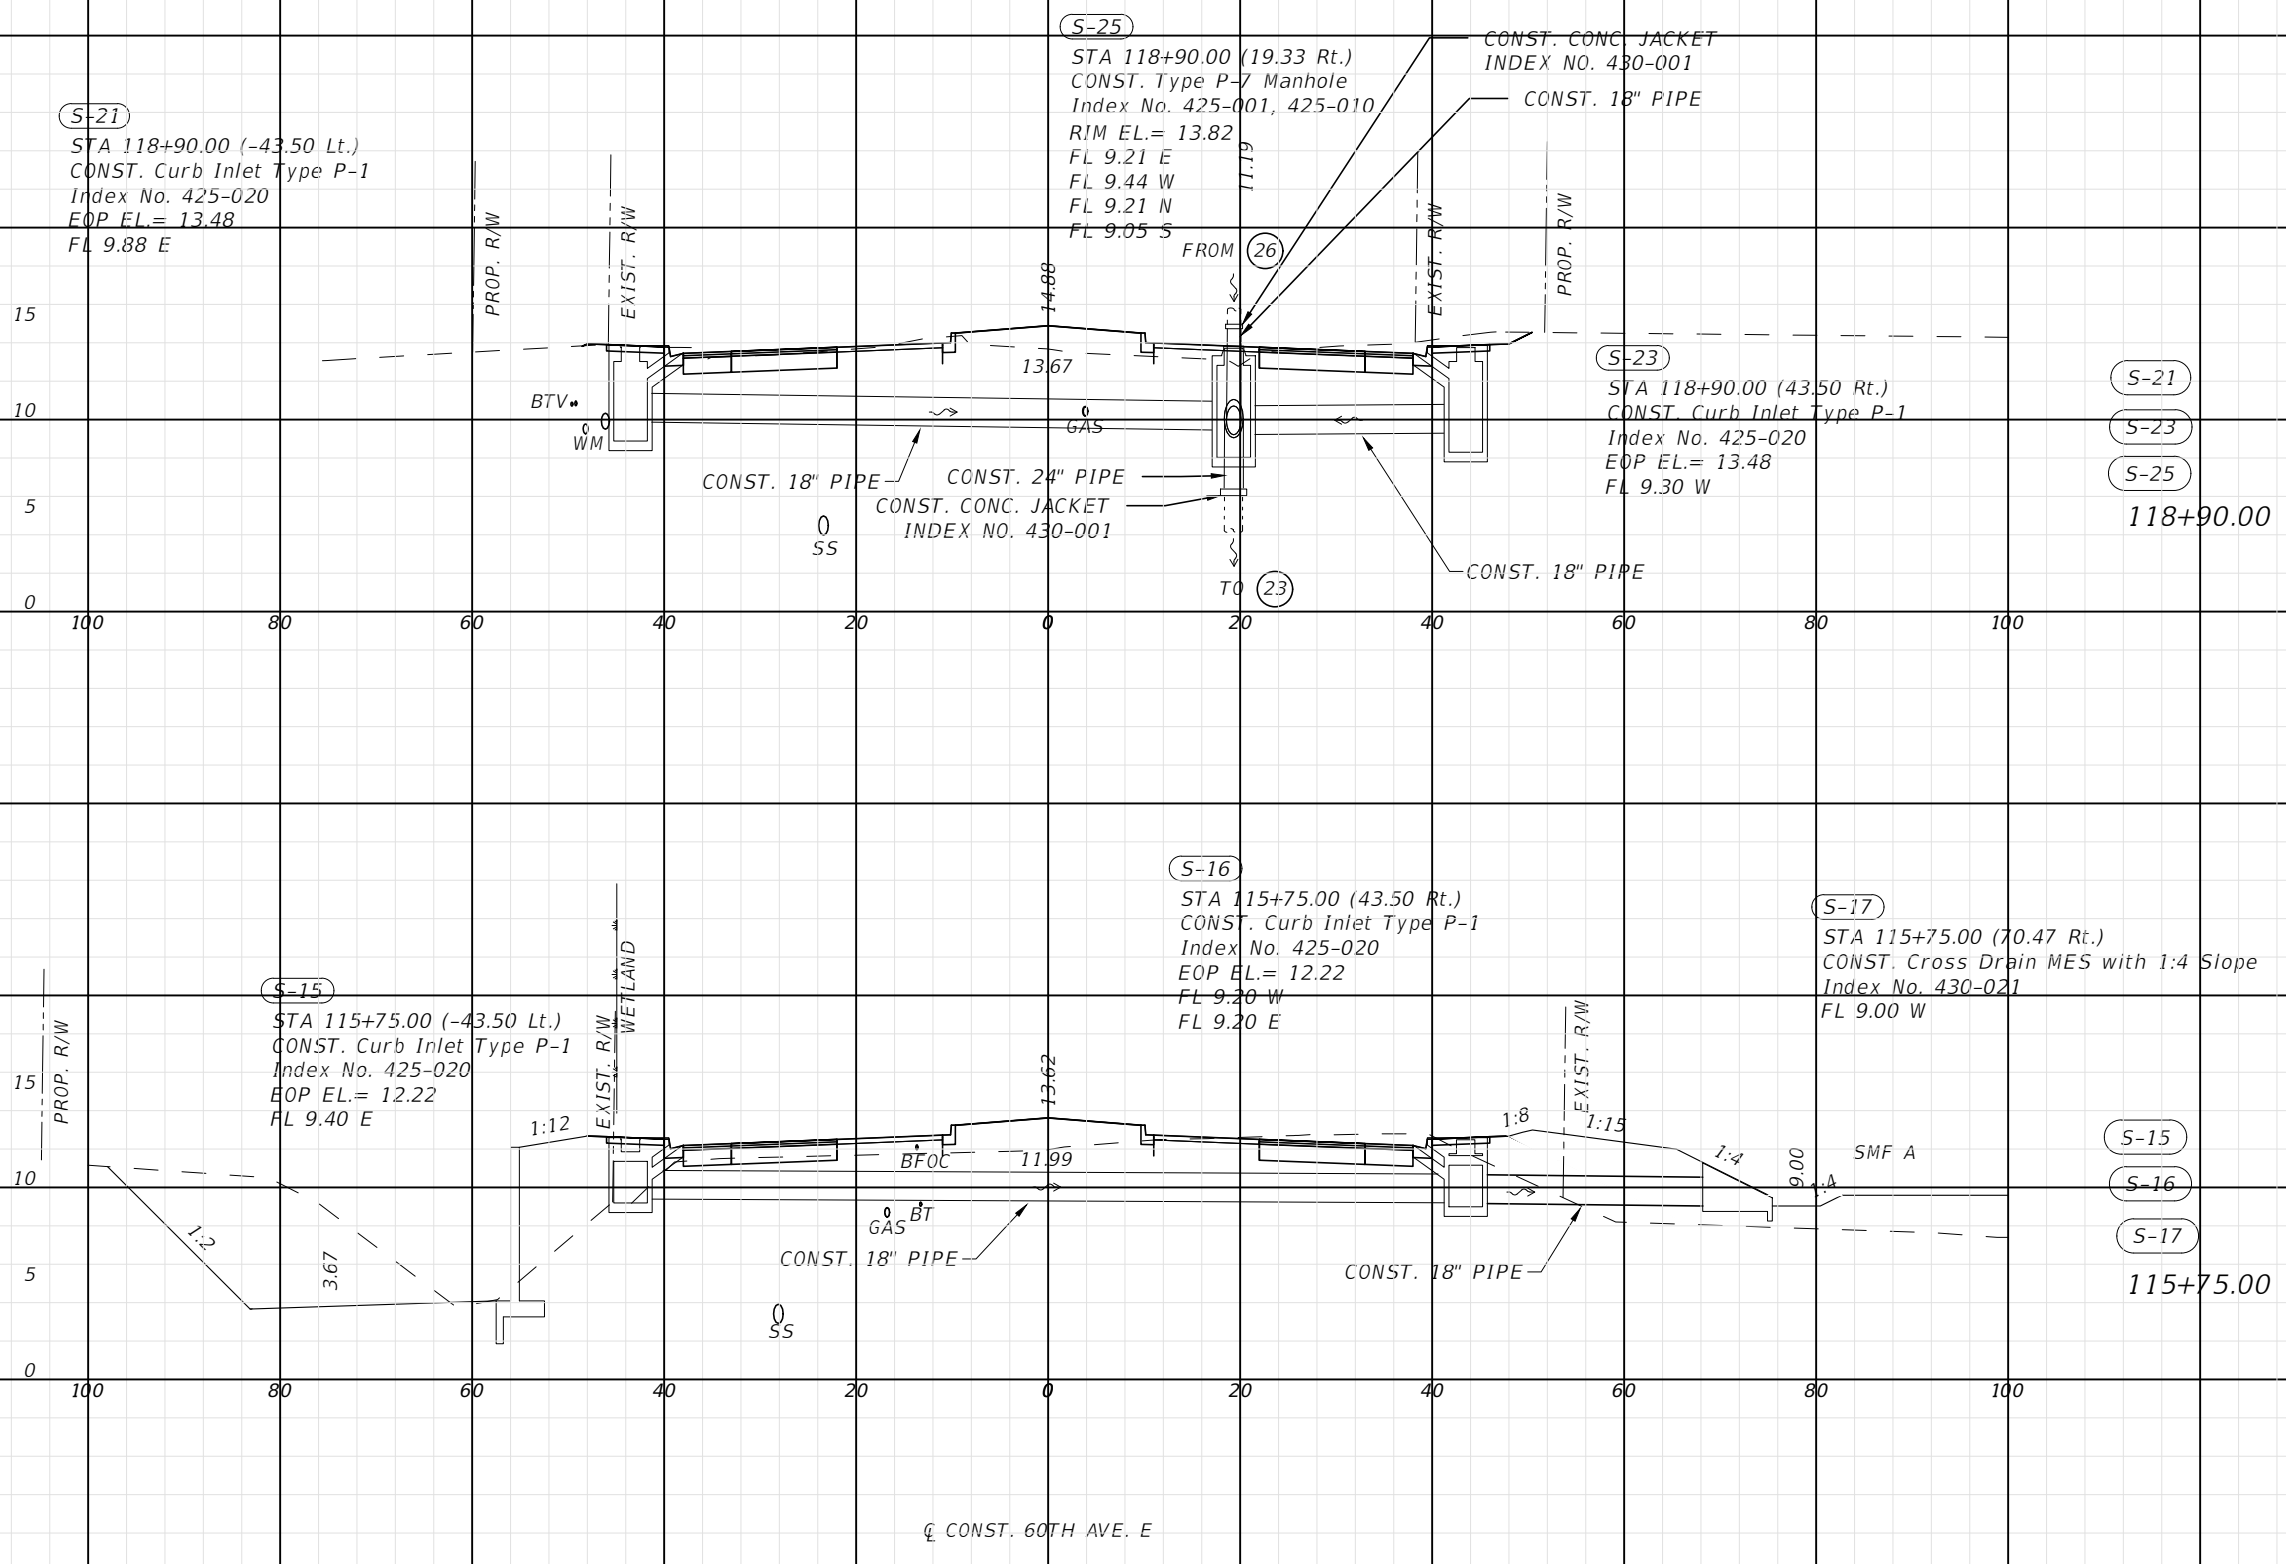 S-25
STA 118+90.00 (19.33 Rt.)
CONST. Type P-7 Manhole
Index No. 425-001, 425-010
RIM EL.= 13.82
FL 9.21 E
FL 9.44 W
FL 9.21 N
FL 9.05 S
11.19
CONST. CONC. JACKET
INDEX NO. 430-001
CONST. 18" PIPE
S-21
STA 118+90.00 (-43.50 Lt.)
CONST. Curb Inlet Type P-1
Index No. 425-020
EOP EL.= 13.48
FL 9.88 E
PROP. R/W
EXIST. R/W
FROM 26
14.88
EXIST. R/W
PROP. R/W
15
13.67
S-23
STA 118+90.00 (43.50 Rt.)
CONST. Curb Inlet Type P-1
Index No. 425-020
EOP EL.= 13.48
FL 9.30 W
S-21
S-23
S-25
118+90.00
BTV
10
WM
GAS
CONST. 18" PIPE
CONST. 24" PIPE
CONST. CONC. JACKET
INDEX NO. 430-001
5
SS
CONST. 18" PIPE
TO 23
0
100 80 60 40 20 0 20 40 60 80 100
S-16
STA 115+75.00 (43.50 Rt.)
CONST. Curb Inlet Type P-1
Index No. 425-020
EOP EL.= 12.22
FL 9.20 W
FL 9.20 E
S-17
STA 115+75.00 (70.47 Rt.)
CONST. Cross Drain MES with 1:4 Slope
Index No. 430-021
FL 9.00 W
S-15
STA 115+75.00 (-43.50 Lt.)
CONST. Curb Inlet Type P-1
Index No. 425-020
EOP EL.= 12.22
FL 9.40 E
PROP. R/W
EXIST. R/W
WETLAND
13.62
EXIST. R/W
15
1:12
1:8
1:15
1:4
9.00
1:4
SMF A
BFOC
11.99
S-15
S-16
S-17
115+75.00
10
1:2
3.67
GAS
BT
CONST. 18" PIPE
CONST. 18" PIPE
5
SS
0
100 80 60 40 20 0 20 40 60 80 100
℄ CONST. 60TH AVE. E